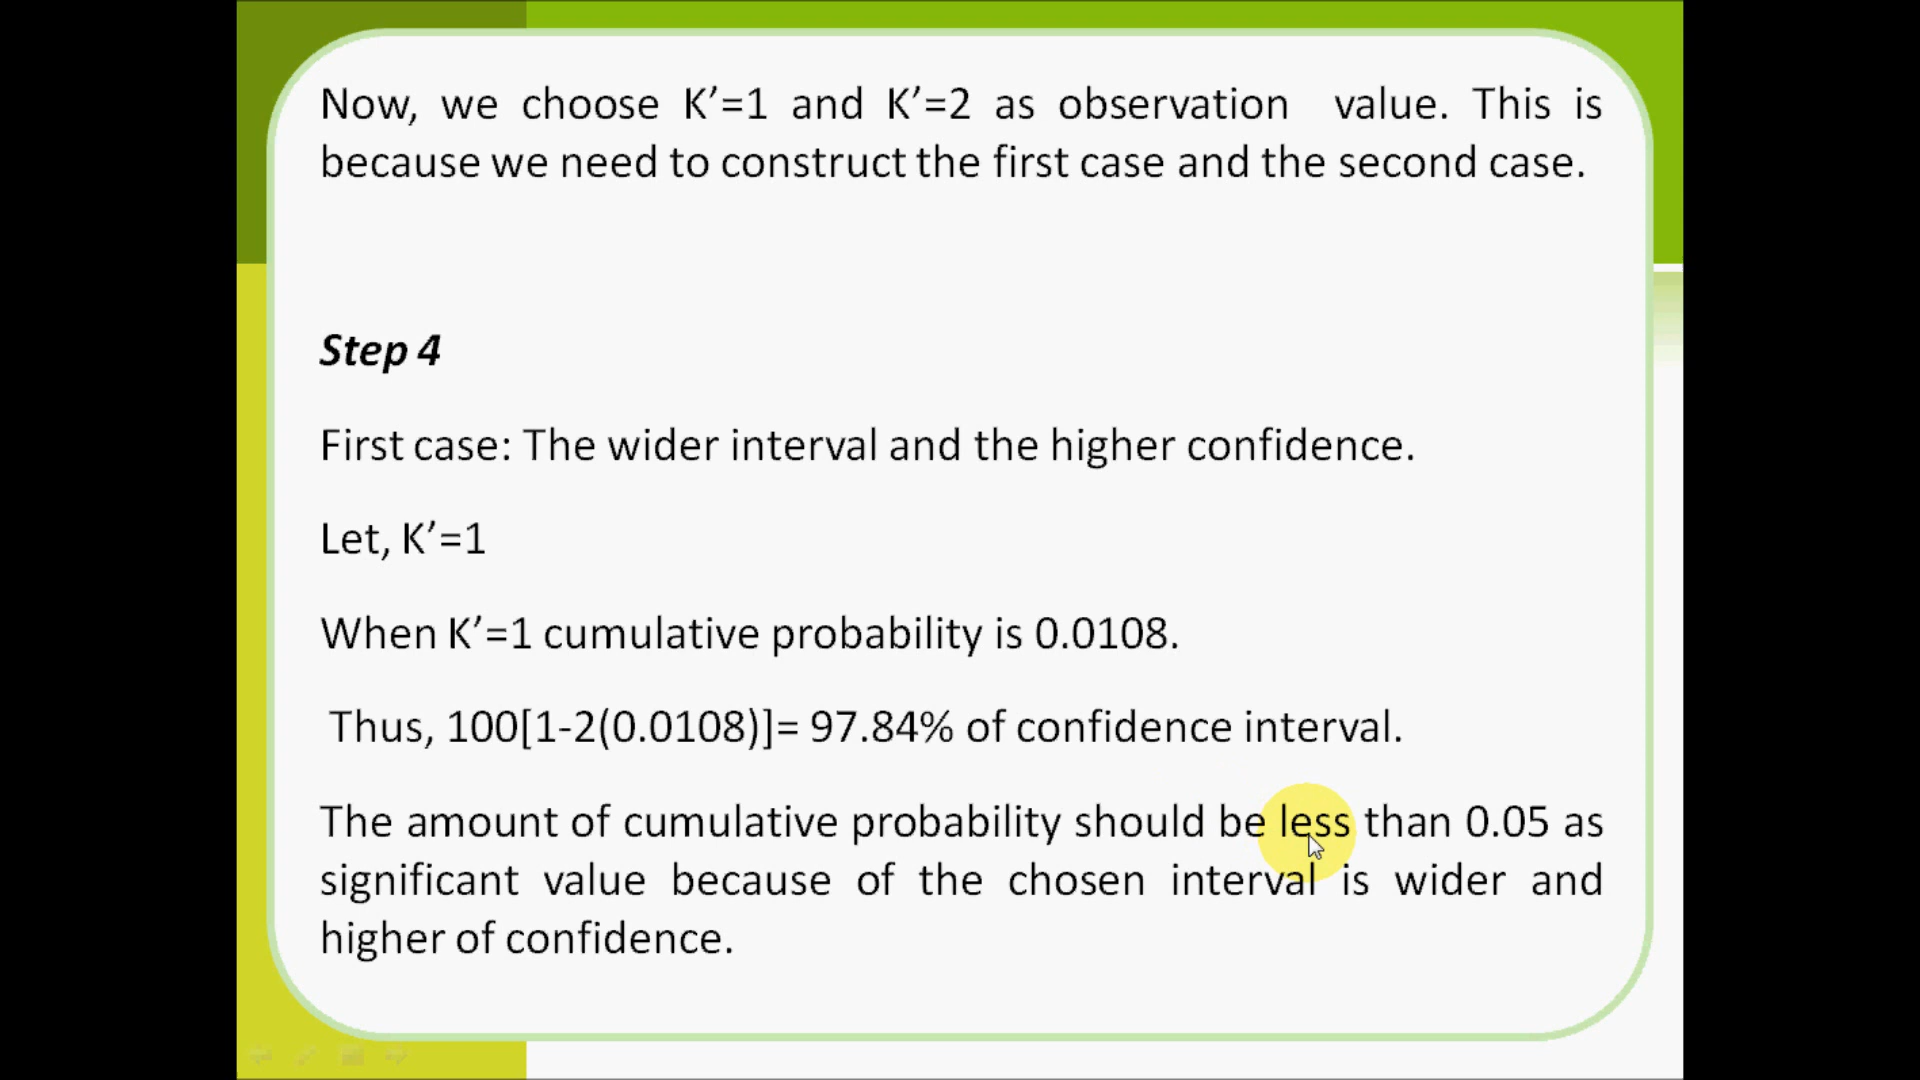 Now, we choose K’=1 and K’=2 as observation value. This is
because we need to construct the first case and the second case.
Step 4
First case: The wider interval and the higher confidence.
Let, K’=1
When K’=1 cumulative probability is 0.0108.
Thus, 100[1-2(0.0108)]= 97.84% of confidence interval.
The amount of cumulative probability should be less than 0.05 as
significant value because of the chosen interval is wider and
higher of confidence.